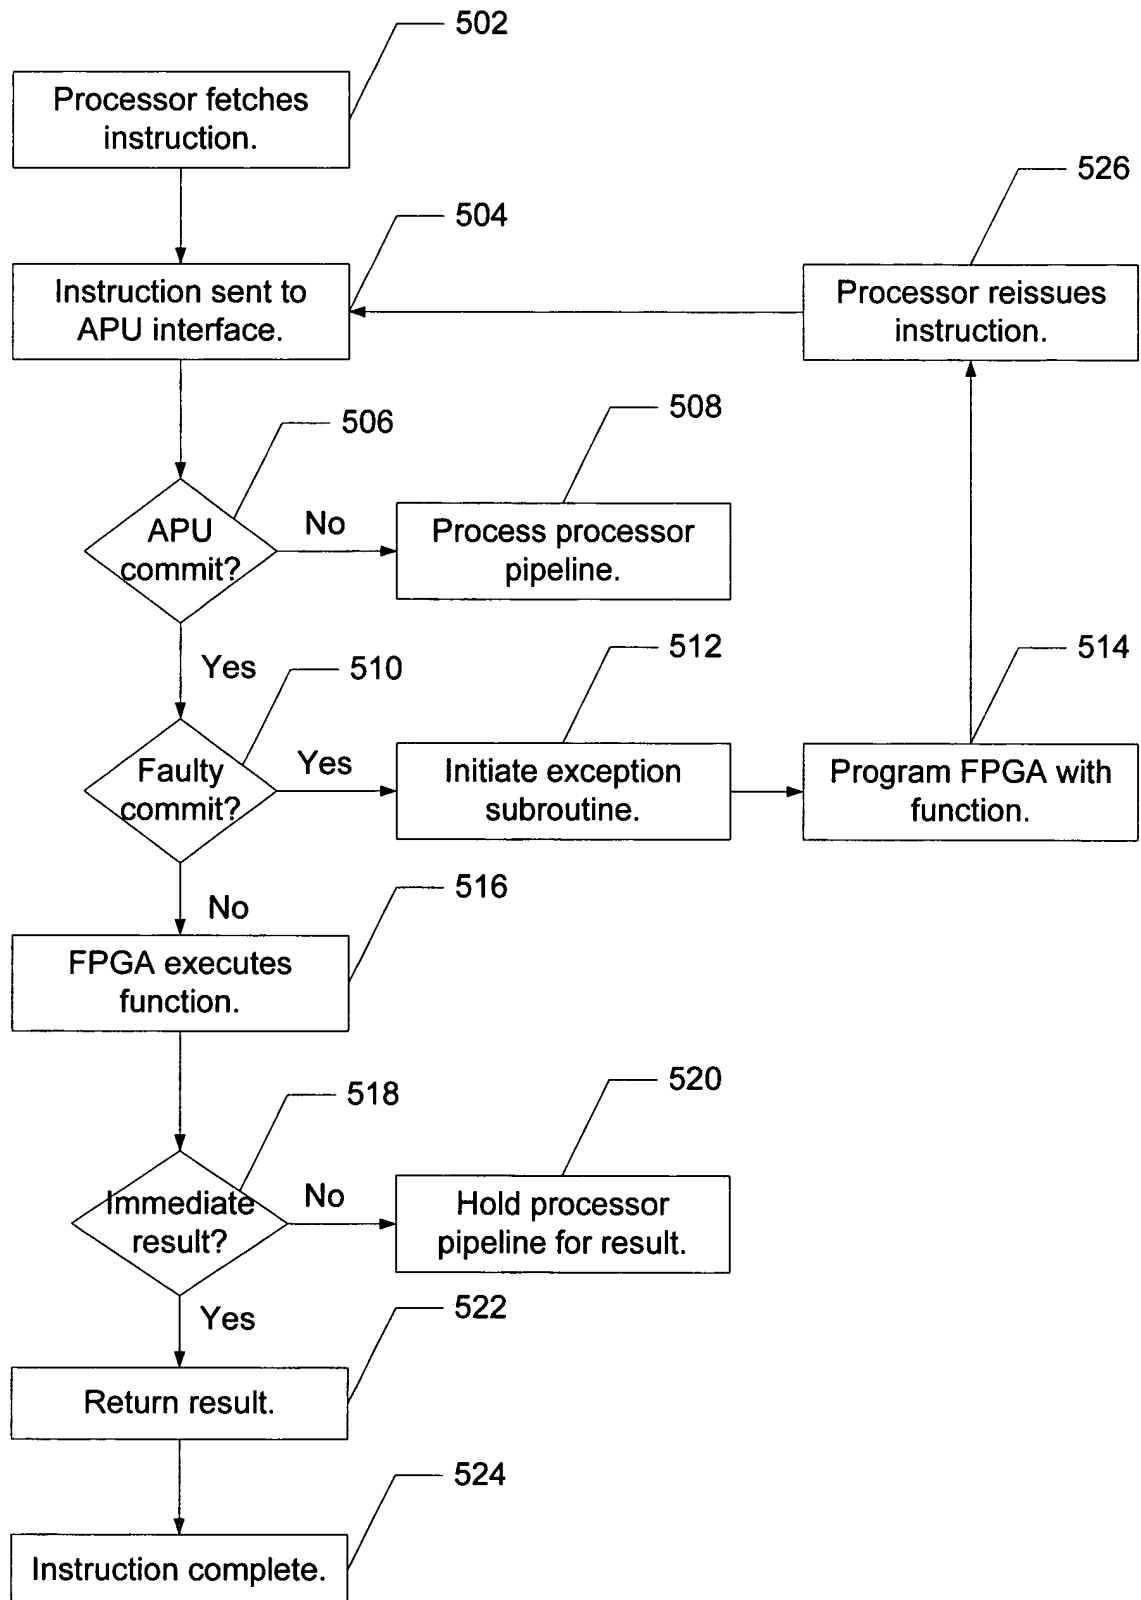 502
Processor fetches
instruction.
526
504
Instruction sent to
APU interface.
Processor reissues
instruction.
506
508
APU
commit?
No
Process processor
pipeline.
Yes
510
512
514
Faulty
commit?
Yes
Initiate exception
subroutine.
Program FPGA with
function.
No
516
FPGA executes
function.
518
520
Immediate
result?
No
Hold processor
pipeline for result.
Yes
522
Return result.
524
Instruction complete.